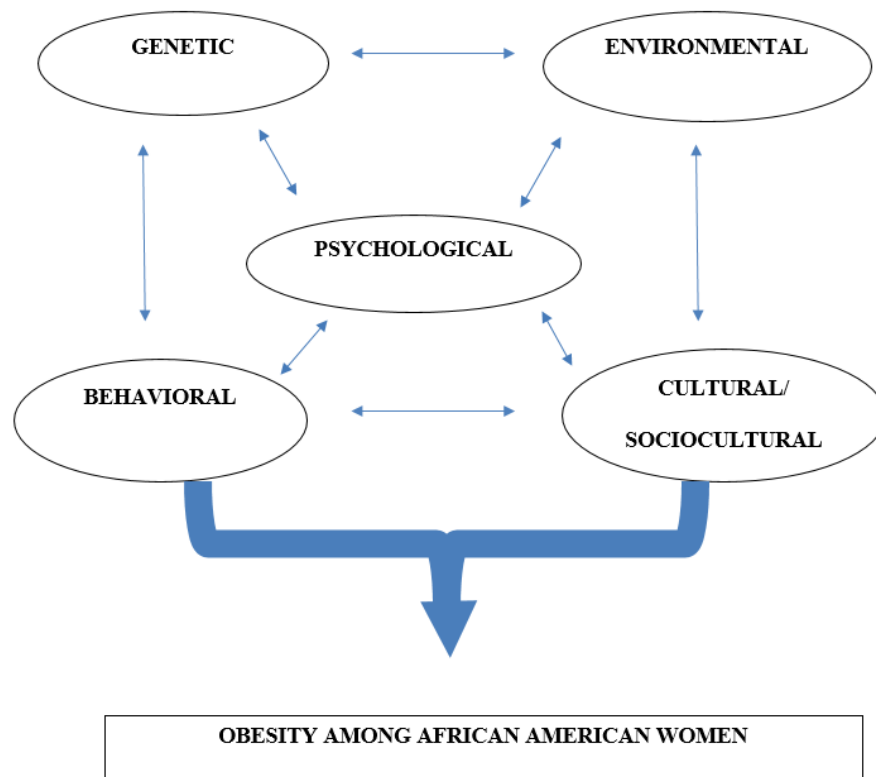 GENETIC
ENVIRONMENTAL
PSYCHOLOGICAL
BEHAVIORAL
CULTURAL/
SOCIOCULTURAL
OBESITY AMONG AFRICAN AMERICAN WOMEN